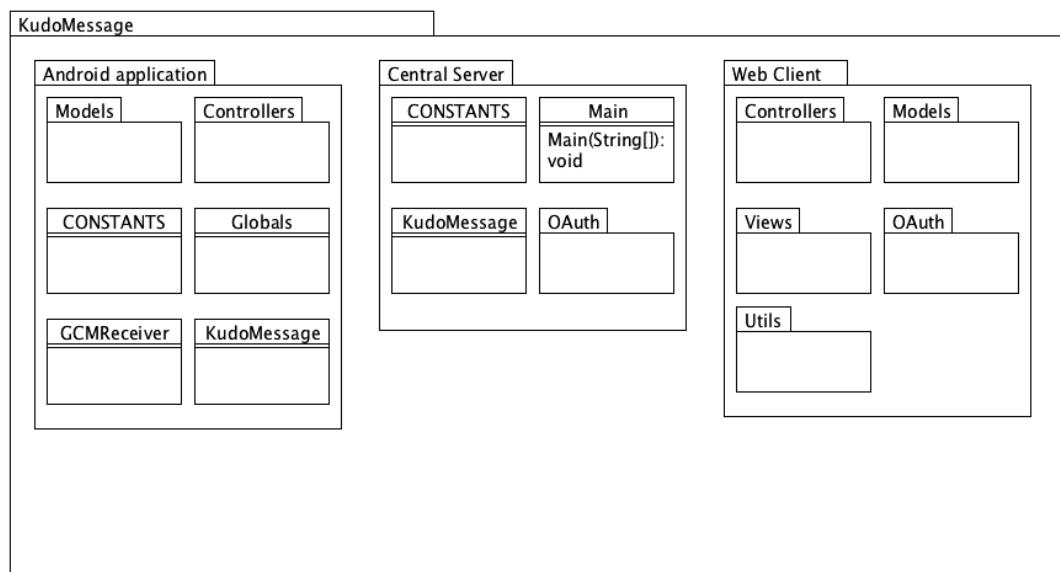 KudoMessage
Android application
Models
Controllers
CONSTANTS
Globals
GCMReceiver
KudoMessage
Central Server
CONSTANTS
Main
Main(String[]):
void
KudoMessage
OAuth
Web Client
Controllers
Models
Views
OAuth
Utils